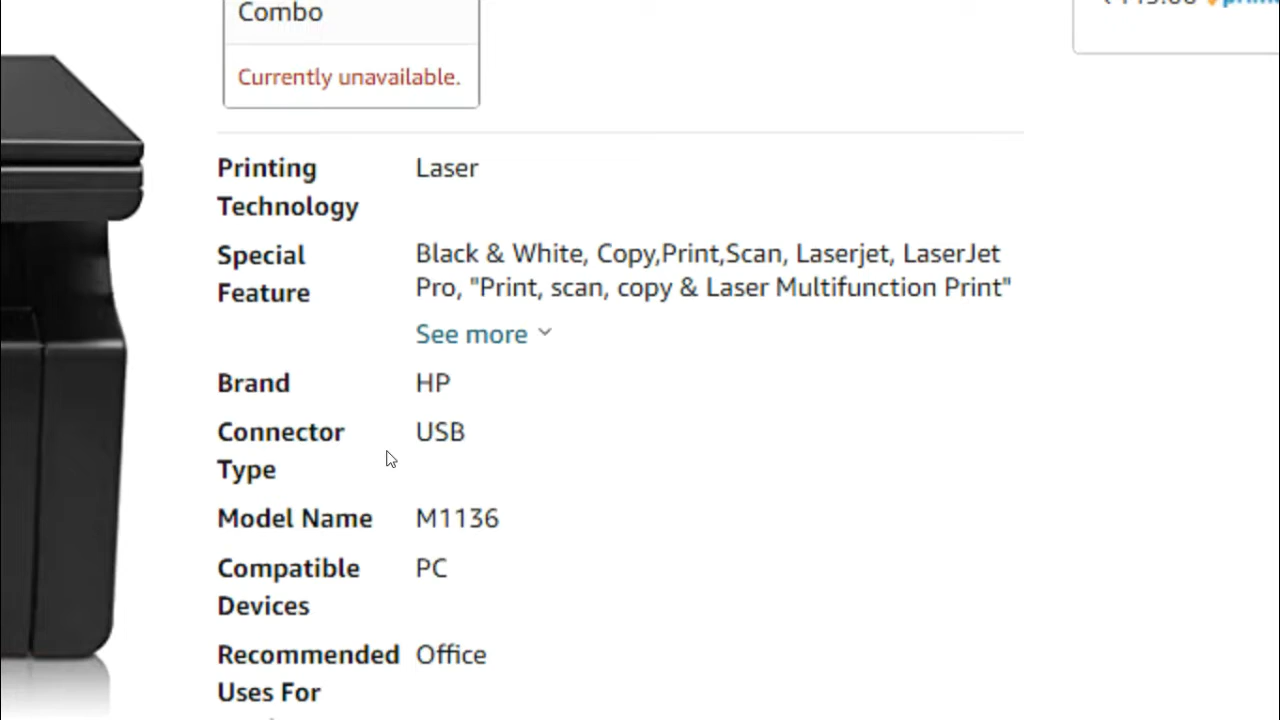 Combo
Currently unavailable.
Printing Laser
Technology
Special Black & White, Copy,Print,Scan, Laserjet, LaserJet
Feature Pro, "Print, scan, copy & Laser Multifunction Print"
See more
Brand HP
Connector USB
Type
Model Name M1136
Compatible PC
Devices
Recommended Office
Uses For